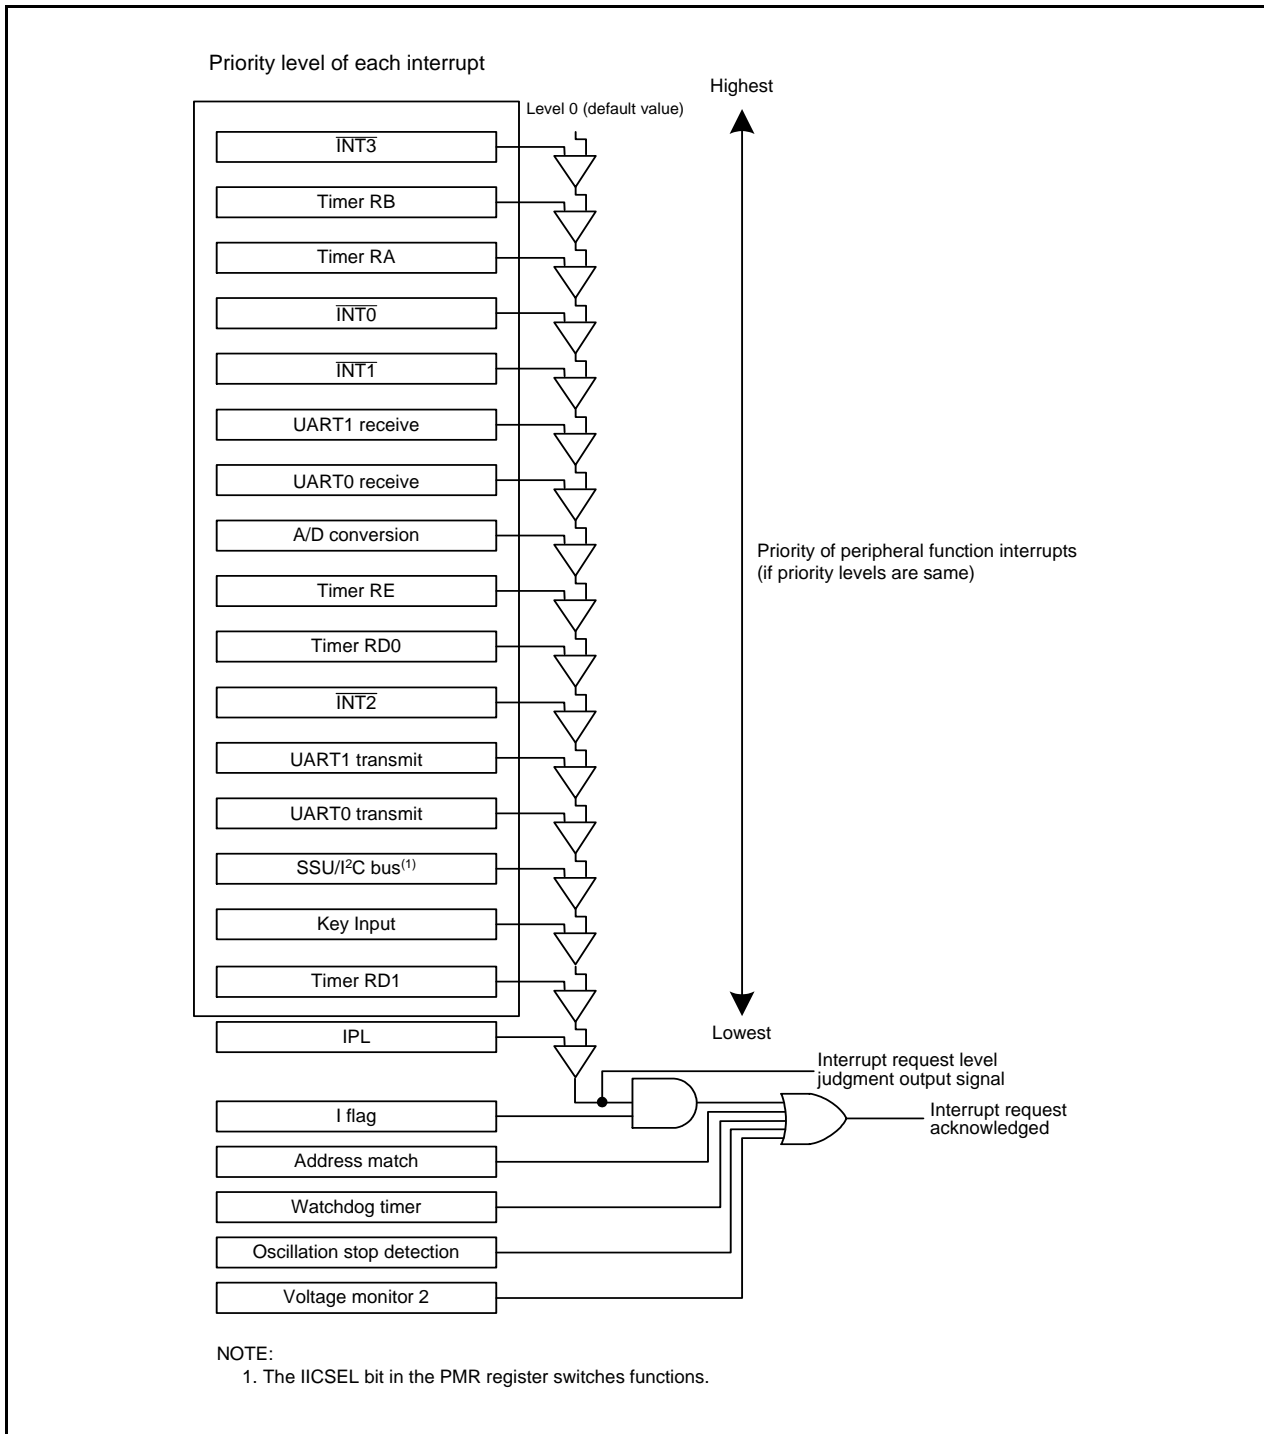 Priority level of each interrupt
Highest
Level 0 (default value)
INT3
Timer RB
Timer RA
INT0
INT1
UART1 receive
UART0 receive
A/D conversion
Priority of peripheral function interrupts
(if priority levels are same)
Timer RE
Timer RD0
INT2
UART1 transmit
UART0 transmit
SSU/I²C bus(1)
Key Input
Timer RD1
IPL
Lowest
Interrupt request level
judgment output signal
I flag
Interrupt request
acknowledged
Address match
Watchdog timer
Oscillation stop detection
Voltage monitor 2
NOTE:
1. The IICSEL bit in the PMR register switches functions.